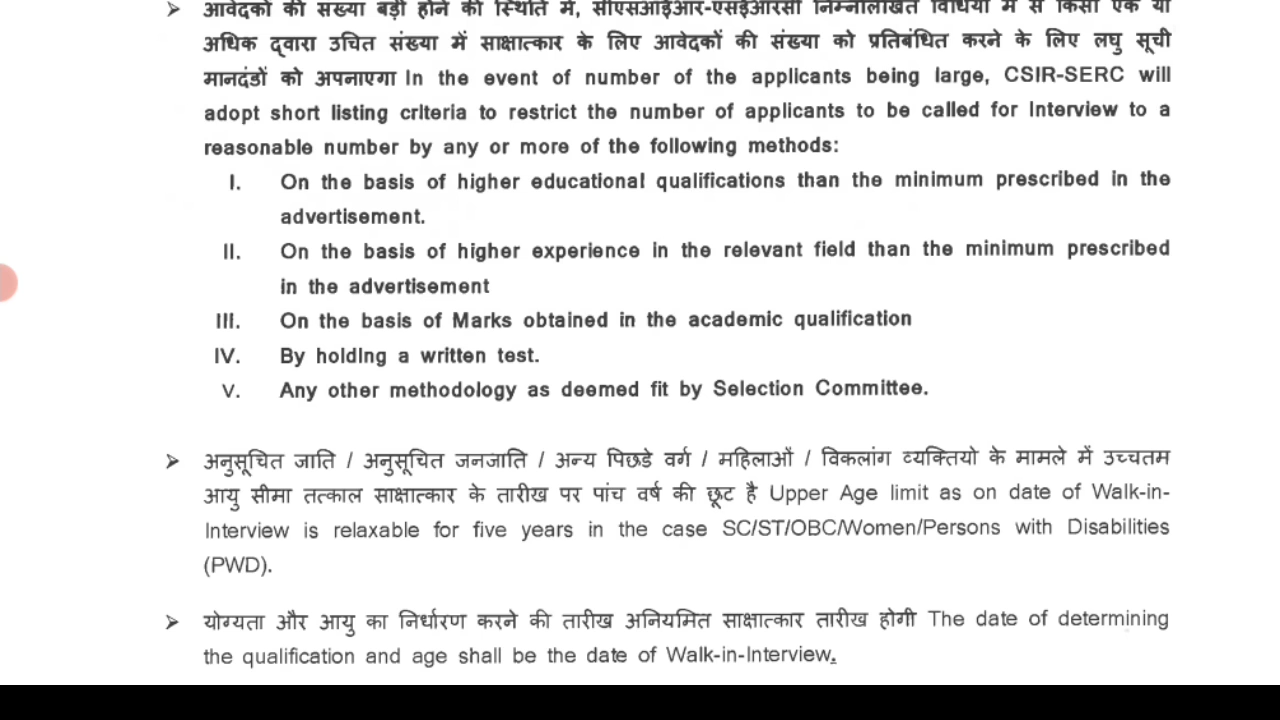 ➢ आवेदकों की संख्या बड़ी होने की स्थिति में, सीएसआईआर-एसईआरसी निम्नलिखित विधियों में से किसी एक या
अधिक द्वारा उचित संख्या में साक्षात्कार के लिए आवेदकों की संख्या को प्रतिबंधित करने के लिए लघु सूची
मानदंडों को अपनाएगा In the event of number of the applicants being large, CSIR-SERC will
adopt short listing criteria to restrict the number of applicants to be called for Interview to a
reasonable number by any or more of the following methods:
I. On the basis of higher educational qualifications than the minimum prescribed in the
advertisement.
II. On the basis of higher experience in the relevant field than the minimum prescribed
in the advertisement
III. On the basis of Marks obtained in the academic qualification
IV. By holding a written test.
V. Any other methodology as deemed fit by Selection Committee.
➢ अनुसूचित जाति / अनुसूचित जनजाति / अन्य पिछडे वर्ग / महिलाओं / विकलांग व्यक्तियो के मामले में उच्चतम
आयु सीमा तत्काल साक्षात्कार के तारीख पर पांच वर्ष की छूट है Upper Age limit as on date of Walk-in-
Interview is relaxable for five years in the case SC/ST/OBC/Women/Persons with Disabilities
(PWD).
➢ योग्यता और आयु का निर्धारण करने की तारीख अनियमित साक्षात्कार तारीख होगी The date of determining
the qualification and age shall be the date of Walk-in-Interview.